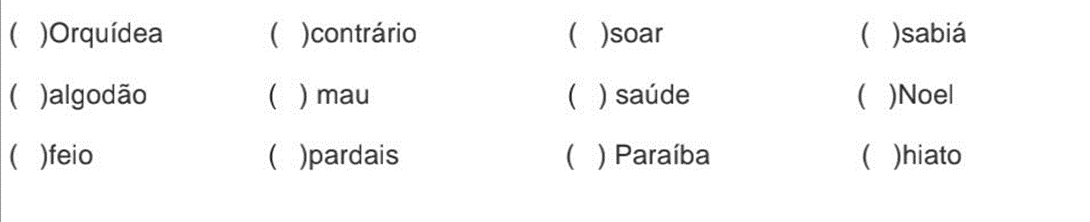 (   )Orquídea   (   )contrário   (   )soar   (   )sabiá
(   )algodão   (   ) mau   (   ) saúde   (   )Noel
(   )feio   (   )pardais   (   ) Paraíba   (   )hiato